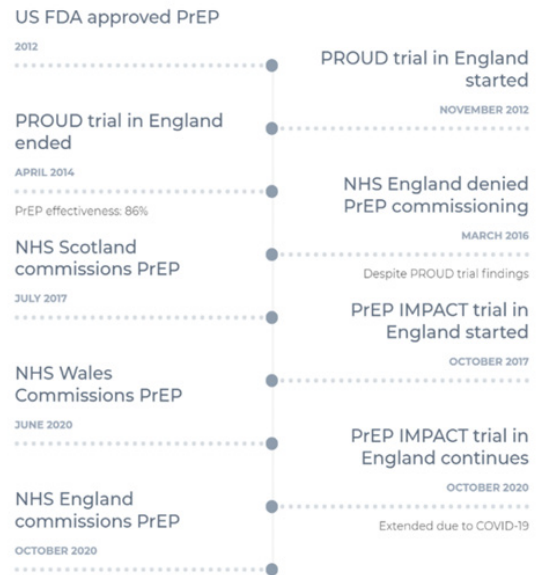 US FDA approved PrEP
2012
PROUD trial in England
started
NOVEMBER 2012
PROUD trial in England
ended
APRIL 2014
PrEP effectiveness: 86%
NHS England denied
PrEP commissioning
MARCH 2016
Despite PROUD trial findings
NHS Scotland
commissions PrEP
JULY 2017
PrEP IMPACT trial in
England started
OCTOBER 2017
NHS Wales
Commissions PrEP
JUNE 2020
PrEP IMPACT trial in
England continues
OCTOBER 2020
Extended due to COVID-19
NHS England
commissions PrEP
OCTOBER 2020